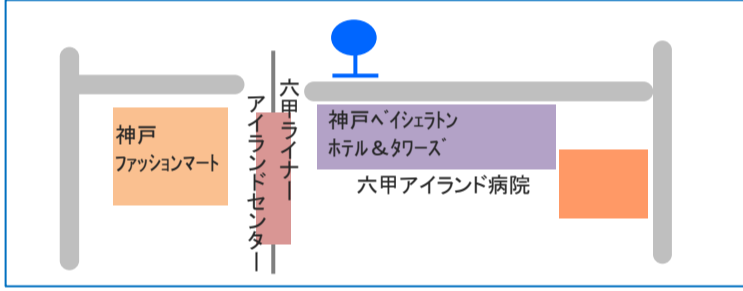 神戸
ファッションマート
アイランドセンター
六甲ライナー
神戸ベイシェラトン
ホテル＆タワーズ
六甲アイランド病院